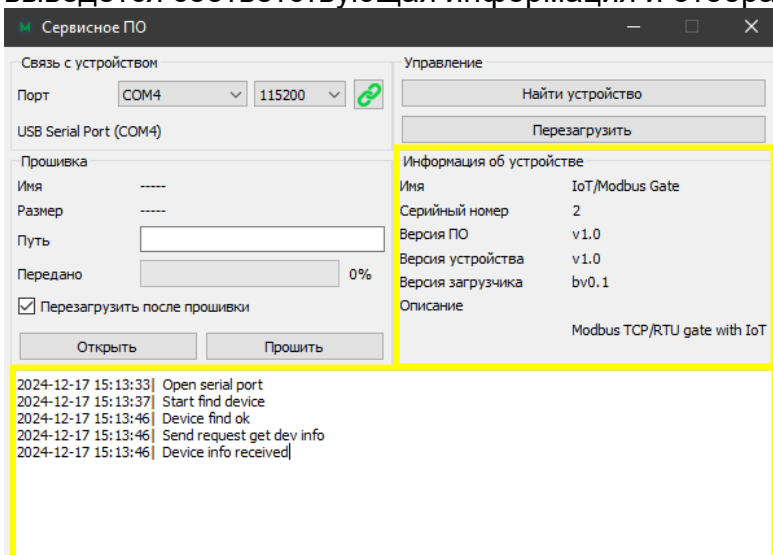 выведется соответствующая информация и отобра
Сервисное ПО
Связь с устройством
Порт COM4 115200
USB Serial Port (COM4)
Управление
Найти устройство
Перезагрузить
Прошивка
Имя -----
Размер -----
Путь
Передано 0%
Перезагрузить после прошивки
Открыть Прошить
Информация об устройстве
Имя IoT/Modbus Gate
Серийный номер 2
Версия ПО v1.0
Версия устройства v1.0
Версия загрузчика bv0.1
Описание
Modbus TCP/RTU gate with IoT
2024-12-17 15:13:33| Open serial port
2024-12-17 15:13:37| Start find device
2024-12-17 15:13:46| Device find ok
2024-12-17 15:13:46| Send request get dev info
2024-12-17 15:13:46| Device info received